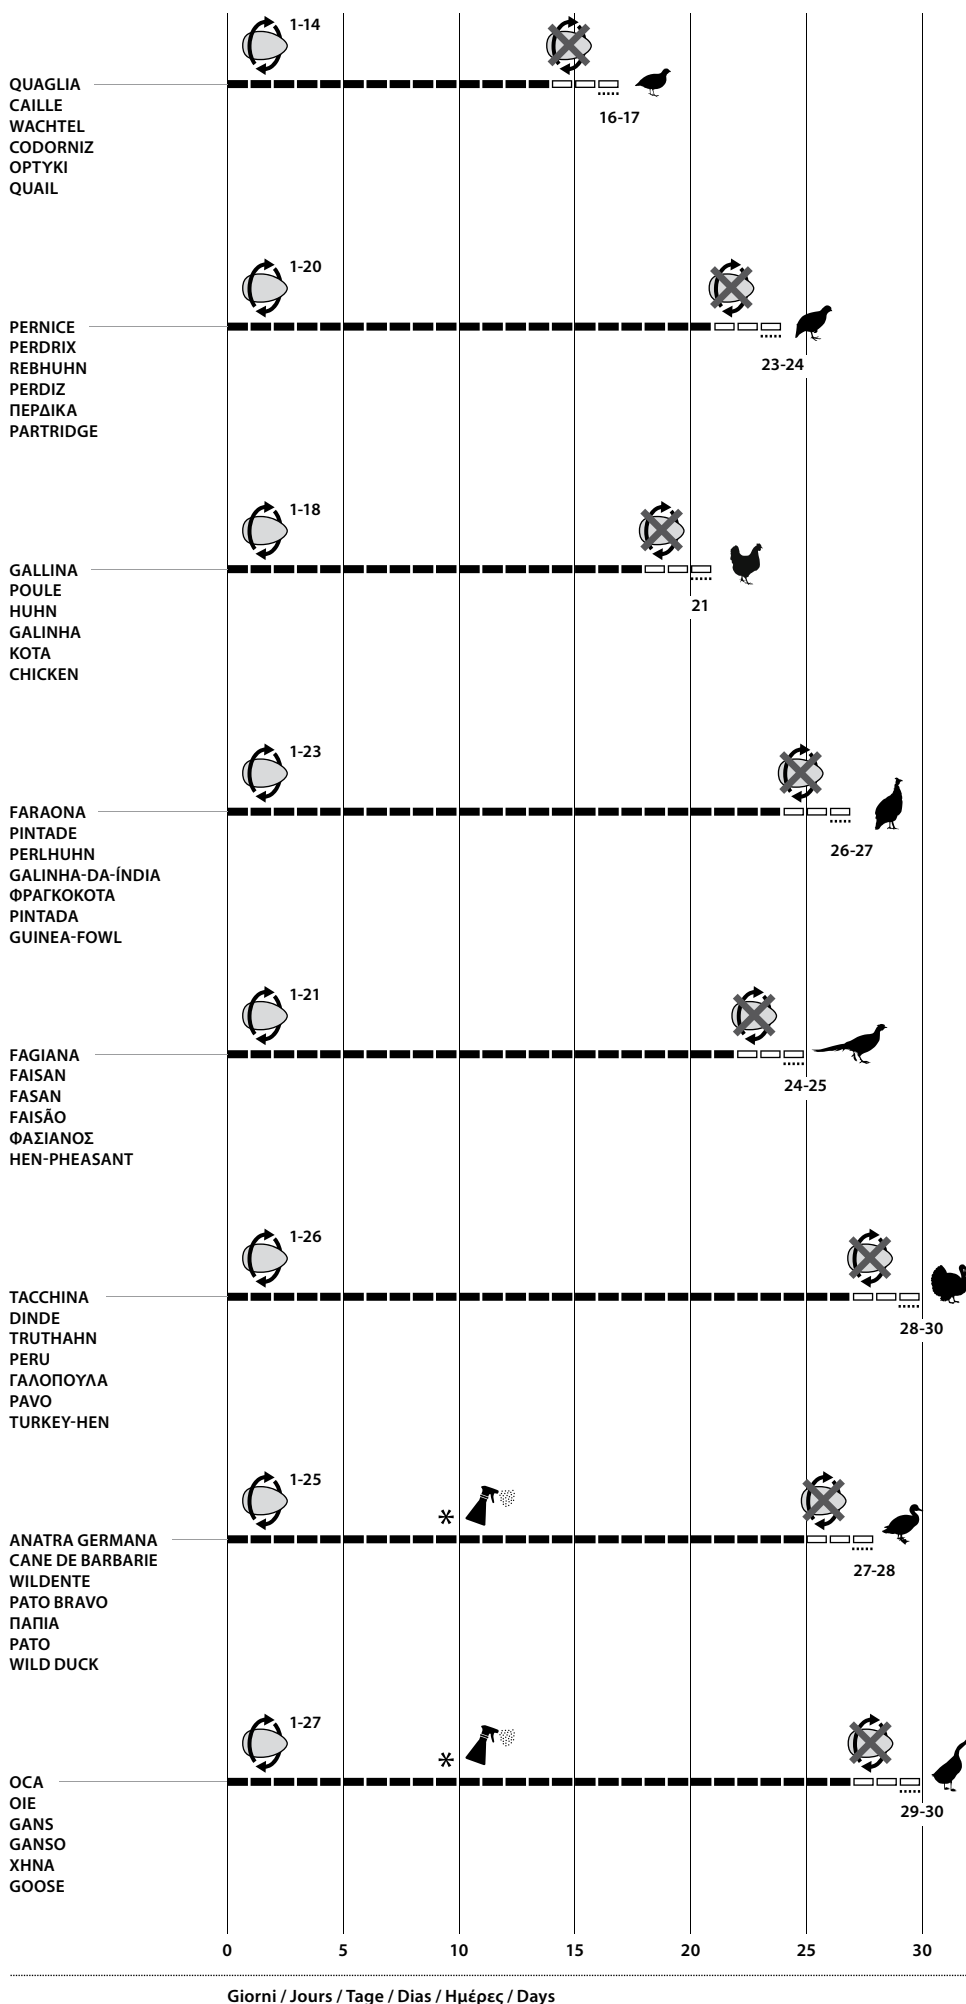 1-14
QUAGLIA
CAILLE
WACHTEL
CODORNIZ
ΟΡΤΥΚΙ
QUAIL
16-17
1-20
PERNICE
PERDRIX
REBHUHN
PERDIZ
ΠΕΡΔΙΚΑ
PARTRIDGE
23-24
1-18
GALLINA
POULE
HUHN
GALINHA
ΚΟΤΑ
CHICKEN
21
1-23
FARAONA
PINTADE
PERLHUHN
GALINHA-DA-ÍNDIA
ΦΡΑΓΚΟΚΟΤΑ
PINTADA
GUINEA-FOWL
26-27
1-21
FAGIANA
FAISAN
FASAN
FAISÃO
ΦΑΣΙΑΝΟΣ
HEN-PHEASANT
24-25
1-26
TACCHINA
DINDE
TRUTHAHN
PERU
ΓΑΛΟΠΟΥΛΑ
PAVO
TURKEY-HEN
28-30
1-25
*
ANATRA GERMANA
CANE DE BARBARIE
WILDENTE
PATO BRAVO
ΠΑΠΙΑ
PATO
WILD DUCK
27-28
1-27
*
OCA
OIE
GANS
GANSO
ΧΗΝΑ
GOOSE
29-30
0 5 10 15 20 25 30
Giorni / Jours / Tage / Dias / Ημέρες / Days